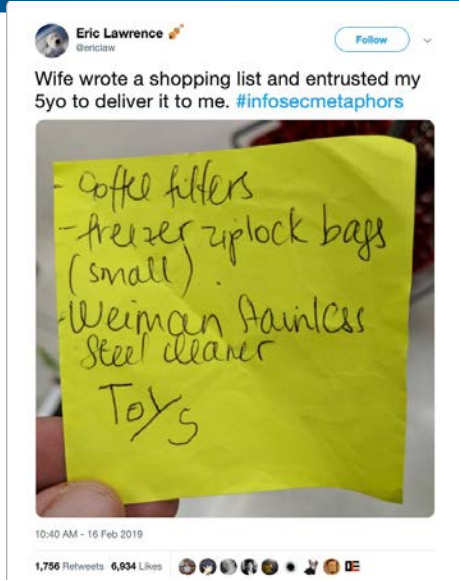 Eric Lawrence
@ericlaw
Follow
Wife wrote a shopping list and entrusted my
5yo to deliver it to me. #infosecmetaphors
- Coffee filters
- freezer ziplock bags
(small).
- Weiman Stainless
Steel cleaner
Toys
10:40 AM - 16 Feb 2019
1,756 Retweets 6,934 Likes